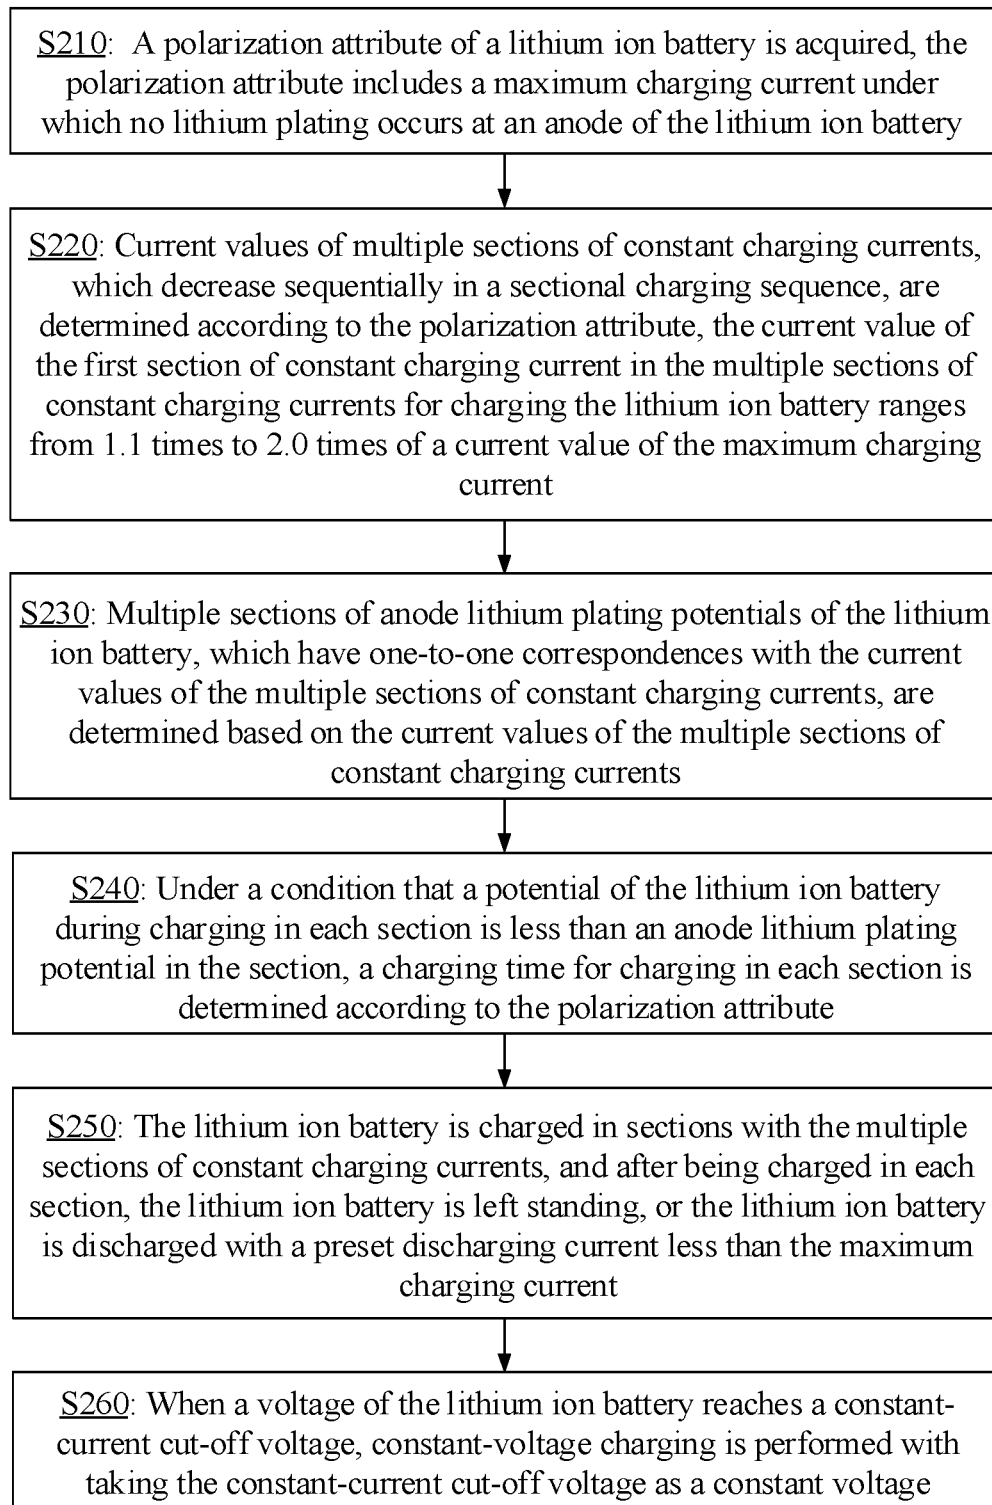 S210: A polarization attribute of a lithium ion battery is acquired, the
polarization attribute includes a maximum charging current under
which no lithium plating occurs at an anode of the lithium ion battery
S220: Current values of multiple sections of constant charging currents,
which decrease sequentially in a sectional charging sequence, are
determined according to the polarization attribute, the current value of
the first section of constant charging current in the multiple sections of
constant charging currents for charging the lithium ion battery ranges
from 1.1 times to 2.0 times of a current value of the maximum charging
current
S230: Multiple sections of anode lithium plating potentials of the lithium
ion battery, which have one-to-one correspondences with the current
values of the multiple sections of constant charging currents, are
determined based on the current values of the multiple sections of
constant charging currents
S240: Under a condition that a potential of the lithium ion battery
during charging in each section is less than an anode lithium plating
potential in the section, a charging time for charging in each section is
determined according to the polarization attribute
S250: The lithium ion battery is charged in sections with the multiple
sections of constant charging currents, and after being charged in each
section, the lithium ion battery is left standing, or the lithium ion battery
is discharged with a preset discharging current less than the maximum
charging current
S260: When a voltage of the lithium ion battery reaches a constant-
current cut-off voltage, constant-voltage charging is performed with
taking the constant-current cut-off voltage as a constant voltage